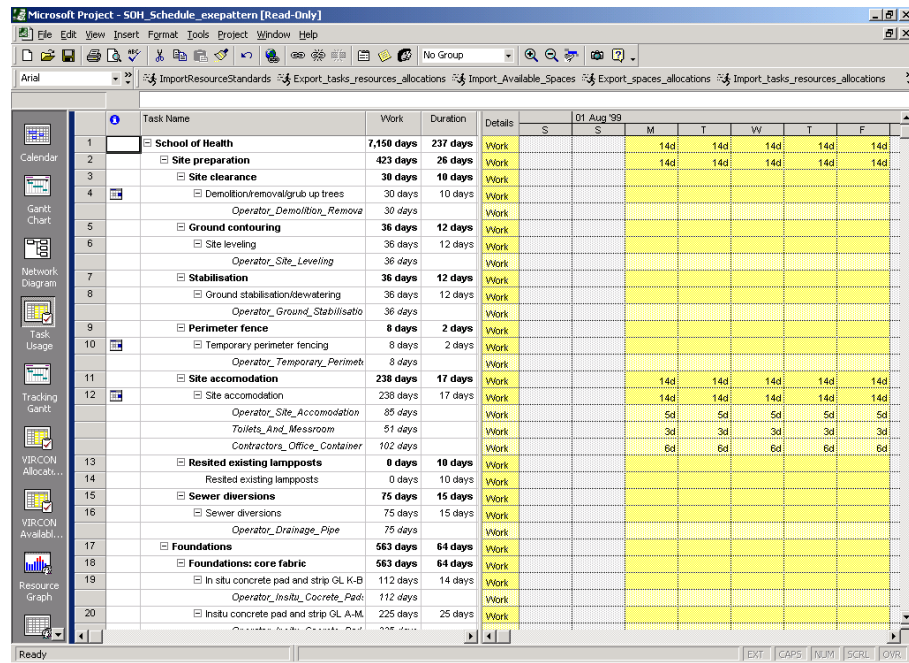 Microsoft Project - SOH_Schedule_exepattern [Read-Only]
File Edit View Insert Format Tools Project Window Help
No Group
Arial ImportResourceStandards Export_tasks_resources_allocations Import_Available_Spaces Export_spaces_allocations Import_tasks_resources_allocations
Task Name Work Duration Details 01 Aug '99
S S M T W T F
1 School of Health 7,150 days 237 days Work 14d 14d 14d 14d 14d
2 Site preparation 423 days 26 days Work 14d 14d 14d 14d 14d
3 Site clearance 30 days 10 days Work
4 Demolition/removal/grub up trees 30 days 10 days Work
Operator_Demolition_Remova 30 days Work
5 Ground contouring 36 days 12 days Work
6 Site leveling 36 days 12 days Work
Operator_Site_Leveling 36 days Work
7 Stabilisation 36 days 12 days Work
8 Ground stabilisation/dewatering 36 days 12 days Work
Operator_Ground_Stabilisatio 36 days Work
9 Perimeter fence 8 days 2 days Work
10 Temporary perimeter fencing 8 days 2 days Work
Operator_Temporary_Perimet 8 days Work
11 Site accomodation 238 days 17 days Work 14d 14d 14d 14d 14d
12 Site accomodation 238 days 17 days Work 14d 14d 14d 14d 14d
Operator_Site_Accomodation 85 days Work 5d 5d 5d 5d 5d
Toilets_And_Messroom 51 days Work 3d 3d 3d 3d 3d
Contractors_Office_Container 102 days Work 6d 6d 6d 6d 6d
13 Resited existing lampposts 0 days 10 days Work
14 Resited existing lampposts 0 days 10 days Work
15 Sewer diversions 75 days 15 days Work
16 Sewer diversions 75 days 15 days Work
Operator_Drainage_Pipe 75 days Work
17 Foundations 563 days 64 days Work
18 Foundations: core fabric 563 days 64 days Work
19 In situ concrete pad and strip GL K-B 112 days 14 days Work
Operator_Insitu_Cocrete_Pad 112 days Work
20 Insitu concrete pad and strip GL A-M 225 days 25 days Work
Calendar
Gantt Chart
Network Diagram
Task Usage
Tracking Gantt
VIRCON Allocati...
VIRCON Availabl...
Resource Graph
Ready EXT CAPS NUM SCRL OVR